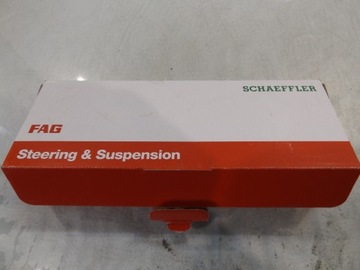 SCHAEFFLER
FAG
Steering & Suspension